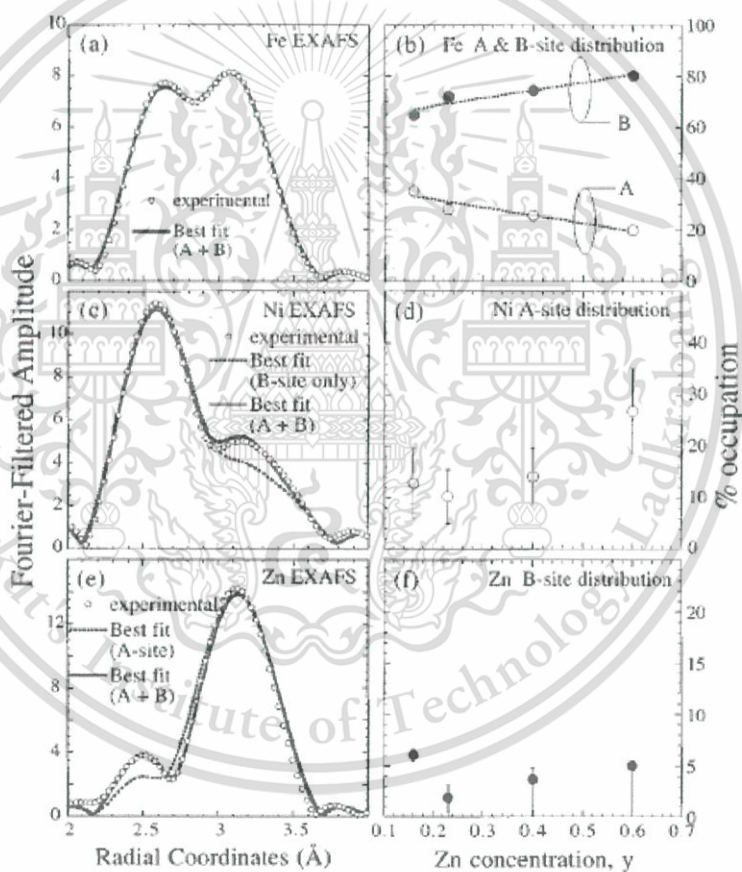 Fourier-Filtered Amplitude
% occupation
(a) Fe EXAFS
experimental
Best fit
(A + B)
10
8
6
4
2
0
(b) Fe A & B-site distribution
B
A
100
80
60
40
20
0
(c) Ni EXAFS
experimental
Best fit
(B-site only)
Best fit
(A + B)
10
8
6
4
2
0
(d) Ni A-site distribution
40
30
20
10
0
(e) Zn EXAFS
experimental
Best fit
(A-site)
Best fit
(A + B)
12
8
4
0
(f) Zn B-site distribution
20
15
10
5
0
2 2.5 3 3.5
Radial Coordinates (Å)
0.1 0.2 0.3 0.4 0.5 0.6 0.7
Zn concentration, y
Institute of Technology Ladkrabang